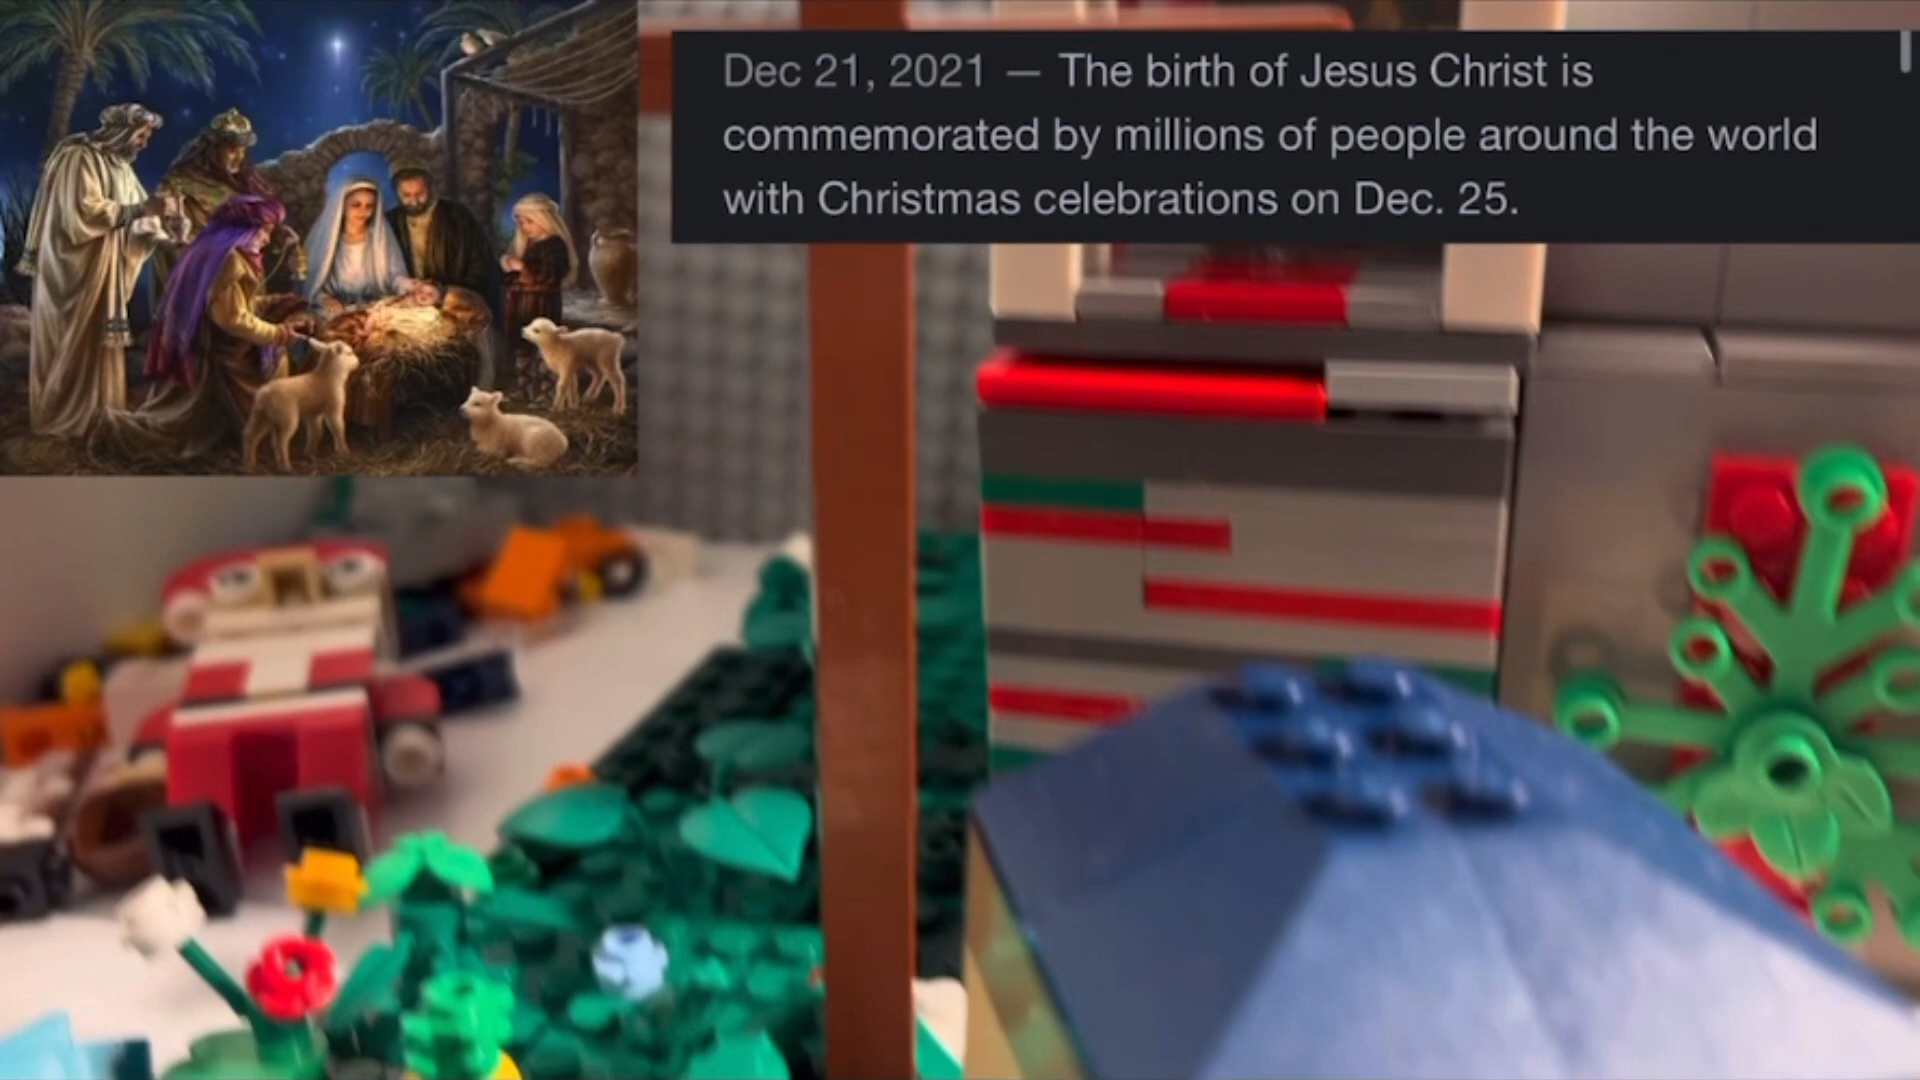 Dec 21, 2021 — The birth of Jesus Christ is
commemorated by millions of people around the world
with Christmas celebrations on Dec. 25.